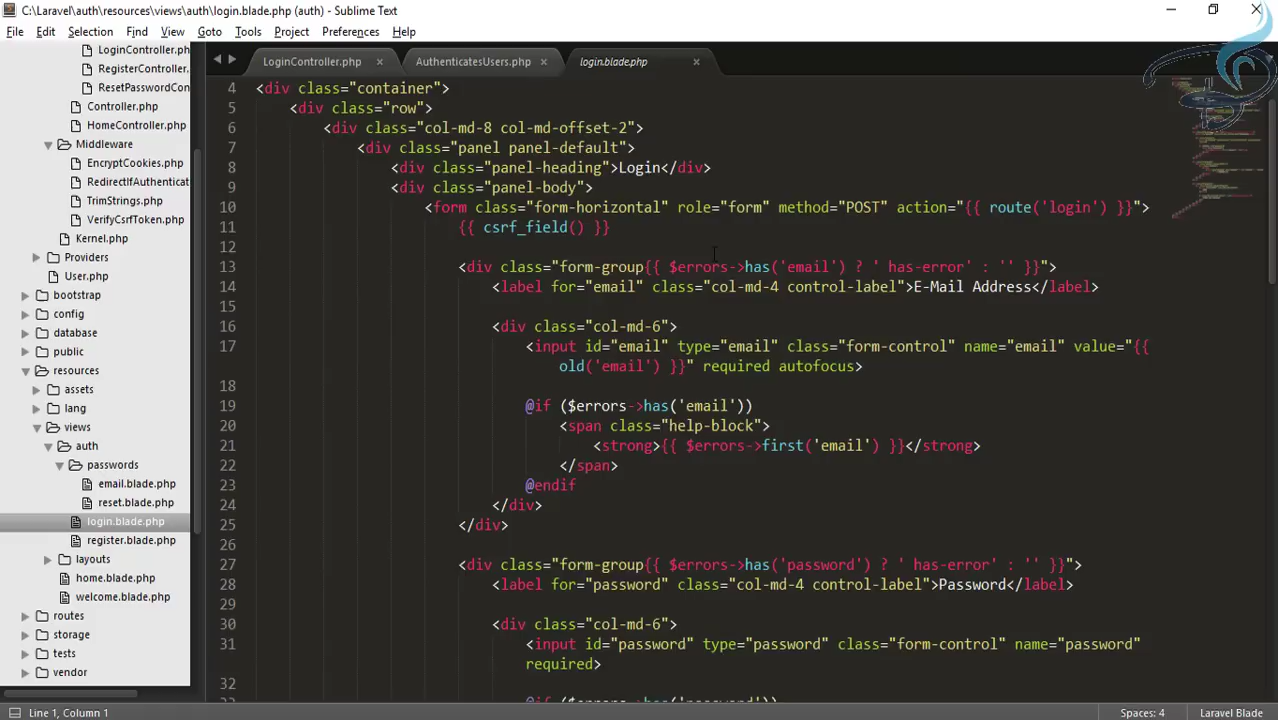 C:\Laravel\auth\resources\views\auth\login.blade.php (auth) - Sublime Text
File Edit Selection Find View Goto Tools Project Preferences Help
LoginController.ph
RegisterController.
ResetPasswordCon
Controller.php
HomeController.php
Middleware
EncryptCookies.php
RedirectIfAuthenticat
TrimStrings.php
VerifyCsrfToken.php
Kernel.php
Providers
User.php
bootstrap
config
database
public
resources
assets
lang
views
auth
passwords
email.blade.php
reset.blade.php
login.blade.php
register.blade.php
layouts
home.blade.php
welcome.blade.php
routes
storage
tests
vendor
LoginController.php × AuthenticatesUsers.php × login.blade.php ×
4 <div class="container">
5 <div class="row">
6 <div class="col-md-8 col-md-offset-2">
7 <div class="panel panel-default">
8 <div class="panel-heading">Login</div>
9 <div class="panel-body">
10 <form class="form-horizontal" role="form" method="POST" action="{{ route('login') }}">
11 {{ csrf_field() }}
12
13 <div class="form-group{{ $errors->has('email') ? ' has-error' : '' }}">
14 <label for="email" class="col-md-4 control-label">E-Mail Address</label>
15
16 <div class="col-md-6">
17 <input id="email" type="email" class="form-control" name="email" value="{{
old('email') }}" required autofocus>
18
19 @if ($errors->has('email'))
20 <span class="help-block">
21 <strong>{{ $errors->first('email') }}</strong>
22 </span>
23 @endif
24 </div>
25 </div>
26
27 <div class="form-group{{ $errors->has('password') ? ' has-error' : '' }}">
28 <label for="password" class="col-md-4 control-label">Password</label>
29
30 <div class="col-md-6">
31 <input id="password" type="password" class="form-control" name="password"
required>
32
33 @if ($errors->has('password'))
Line 1, Column 1 Spaces: 4 Laravel Blade